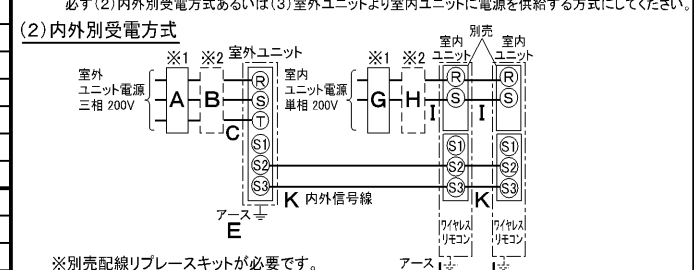 必ず(2)内外別受電方式あるいは(3)室外ユニットより室内ユニットに電源を供給する方式にしてください。
(2)内外別受電方式
別売
※1 ※2 室外ユニット ※1 ※2 室内ユニット 室内ユニット
室外ユニット電源 三相 200V
A B
R
S
T
S1
S2
S3
C
室内ユニット電源 単相 200V
G H
I
R
S
S1
S2
S3
I
R
S
S1
S2
S3
K 内外信号線
K
アース
E
ワイヤレスリモコン
ワイヤレスリモコン
※別売配線リプレースキットが必要です。
アース